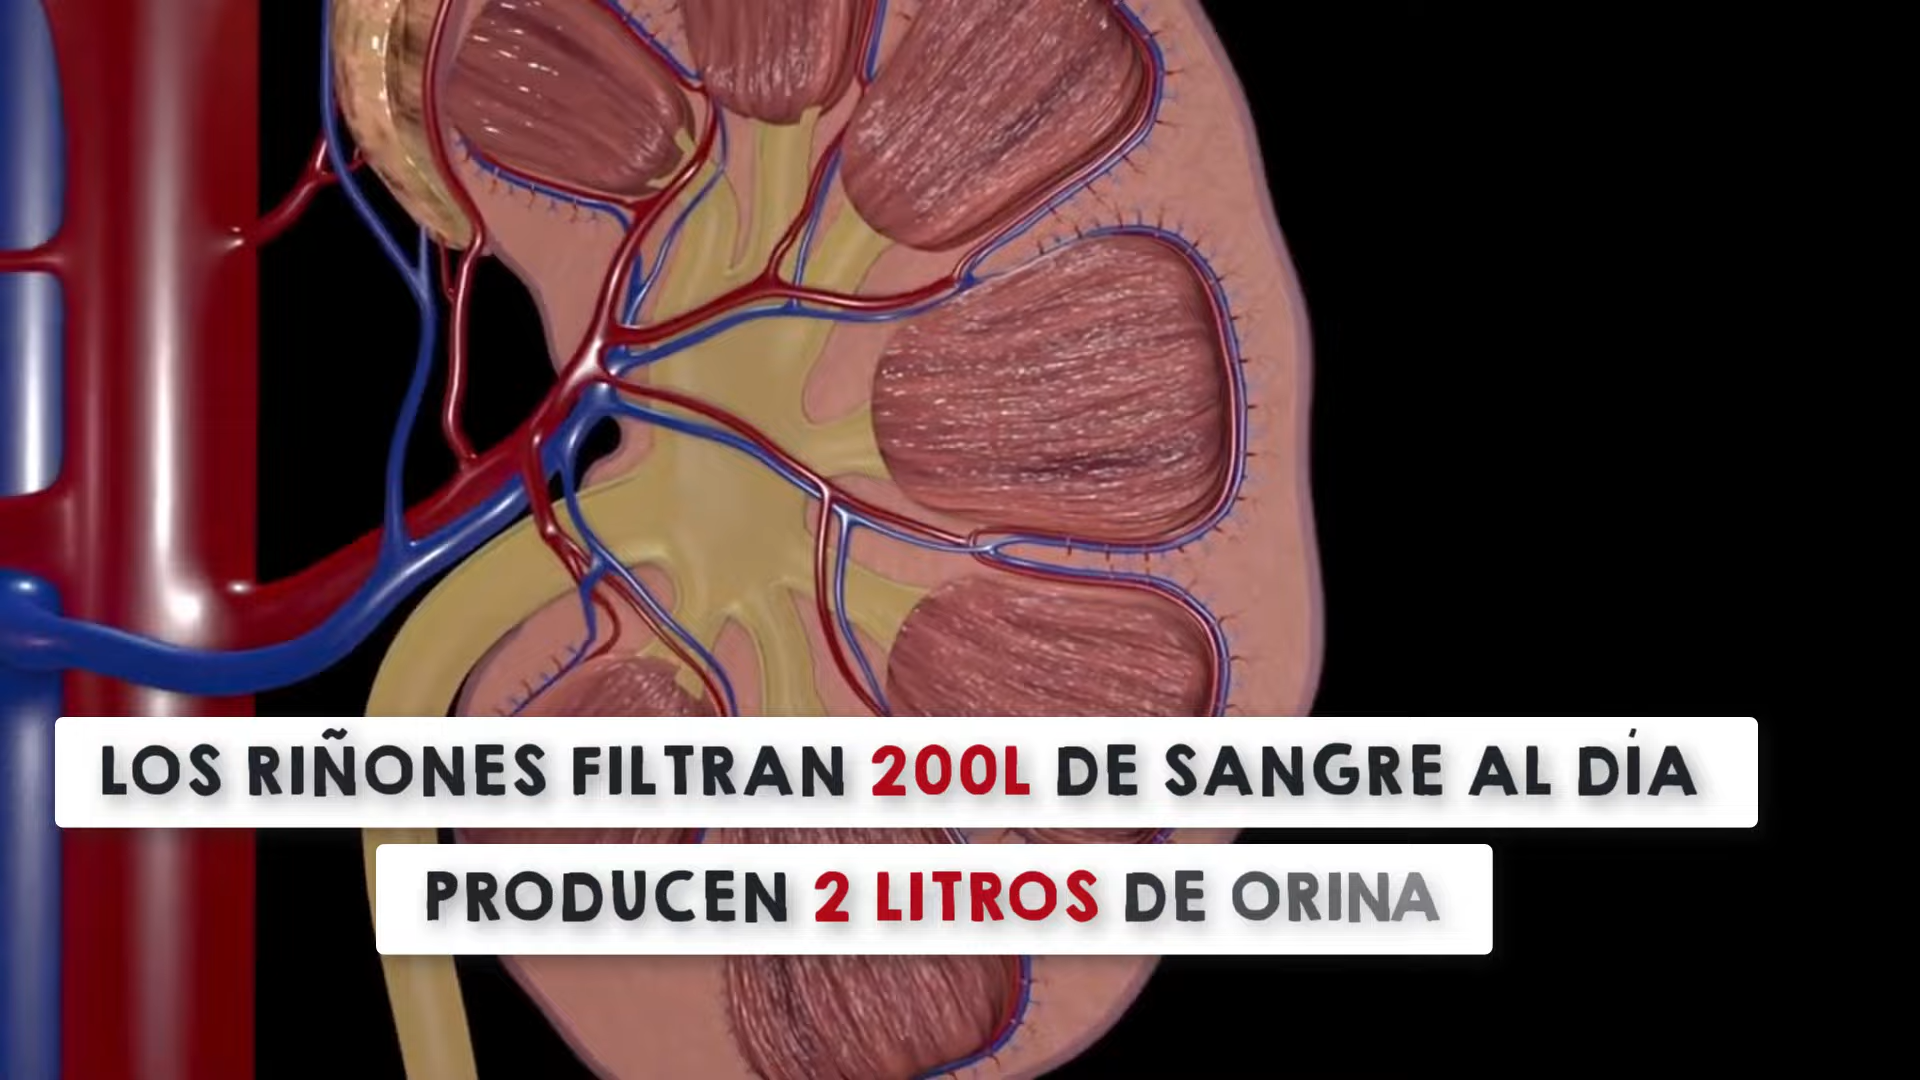 LOS RIÑONES FILTRAN 200L DE SANGRE AL DÍA
PRODUCEN 2 LITROS DE ORINA